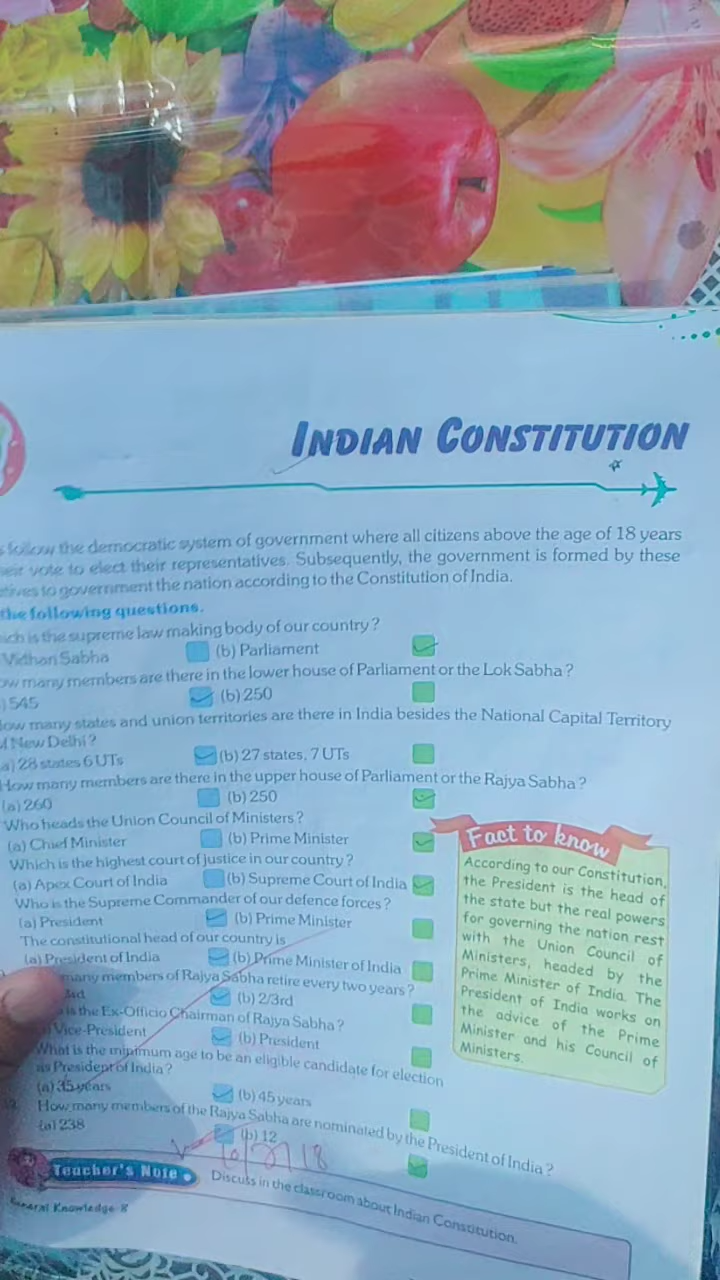 INDIAN CONSTITUTION
follow the democratic system of government where all citizens above the age of 18 years
vote to elect their representatives. Subsequently, the government is formed by these
to government the nation according to the Constitution of India.
the following questions.
is the supreme law making body of our country?
Vidhan Sabha (b) Parliament
many members are there in the lower house of Parliament or the Lok Sabha?
545 (b) 250
many states and union territories are there in India besides the National Capital Territory
New Delhi?
a) 28 states 6 UTs (b) 27 states, 7 UTs
How many members are there in the upper house of Parliament or the Rajya Sabha?
(a) 260 (b) 250
Who heads the Union Council of Ministers?
(a) Chief Minister (b) Prime Minister
Which is the highest court of justice in our country?
(a) Apex Court of India (b) Supreme Court of India
Who is the Supreme Commander of our defence forces?
(a) President (b) Prime Minister
The constitutional head of our country is
(a) President of India (b) Prime Minister of India
many members of Rajya Sabha retire every two years?
(b) 2/3rd
is the Ex-Officio Chairman of Rajya Sabha?
Vice-President (b) President
What is the minimum age to be an eligible candidate for election
as President of India?
(a) 35 years (b) 45 years
How many members of the Rajya Sabha are nominated by the President of India?
(a) 238 (b) 12
Fact to know
According to our Constitution,
the President is the head of
the state but the real powers
for governing the nation rest
with the Union Council of
Ministers, headed by the
Prime Minister of India. The
President of India works on
the advice of the Prime
Minister and his Council of
Ministers.
Teacher's Note
Discuss in the classroom about Indian Constitution.
General Knowledge 8